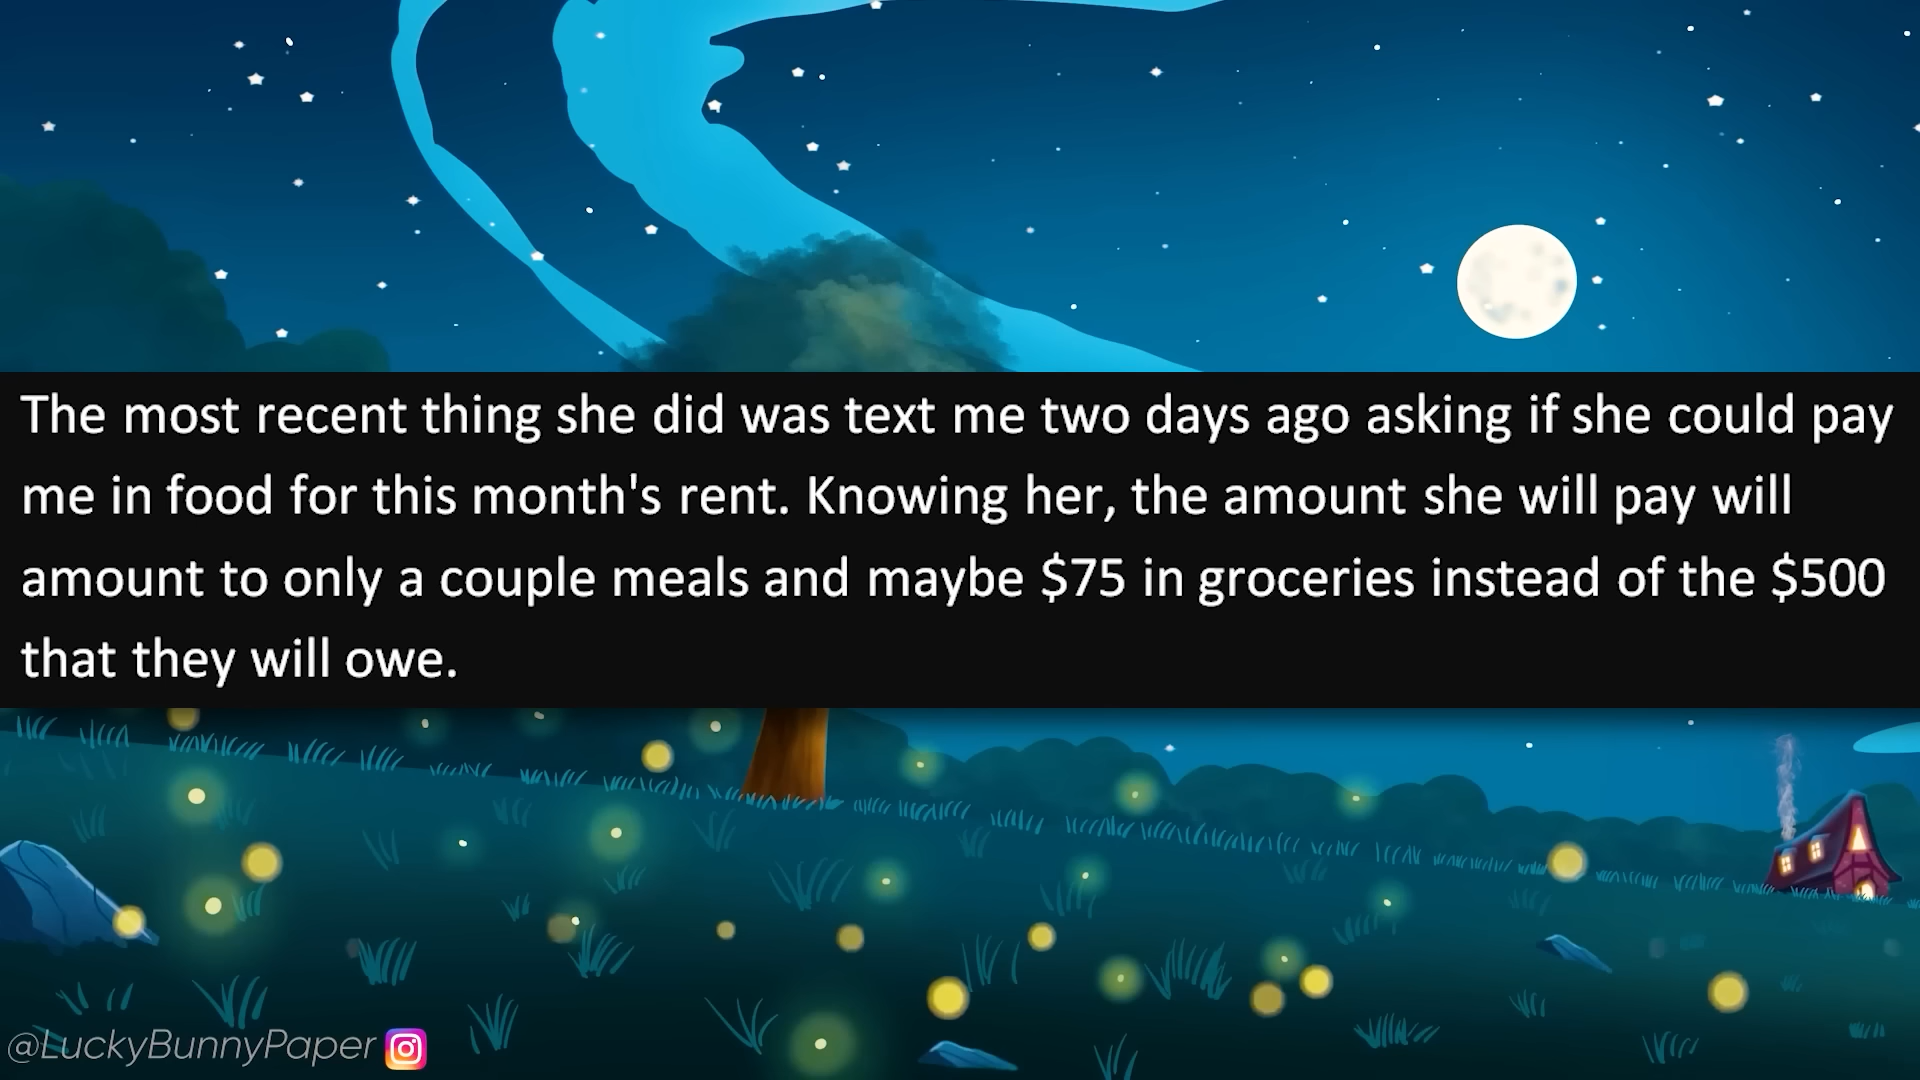 The most recent thing she did was text me two days ago asking if she could pay
me in food for this month's rent. Knowing her, the amount she will pay will
amount to only a couple meals and maybe $75 in groceries instead of the $500
that they will owe.
@LuckyBunnyPaper